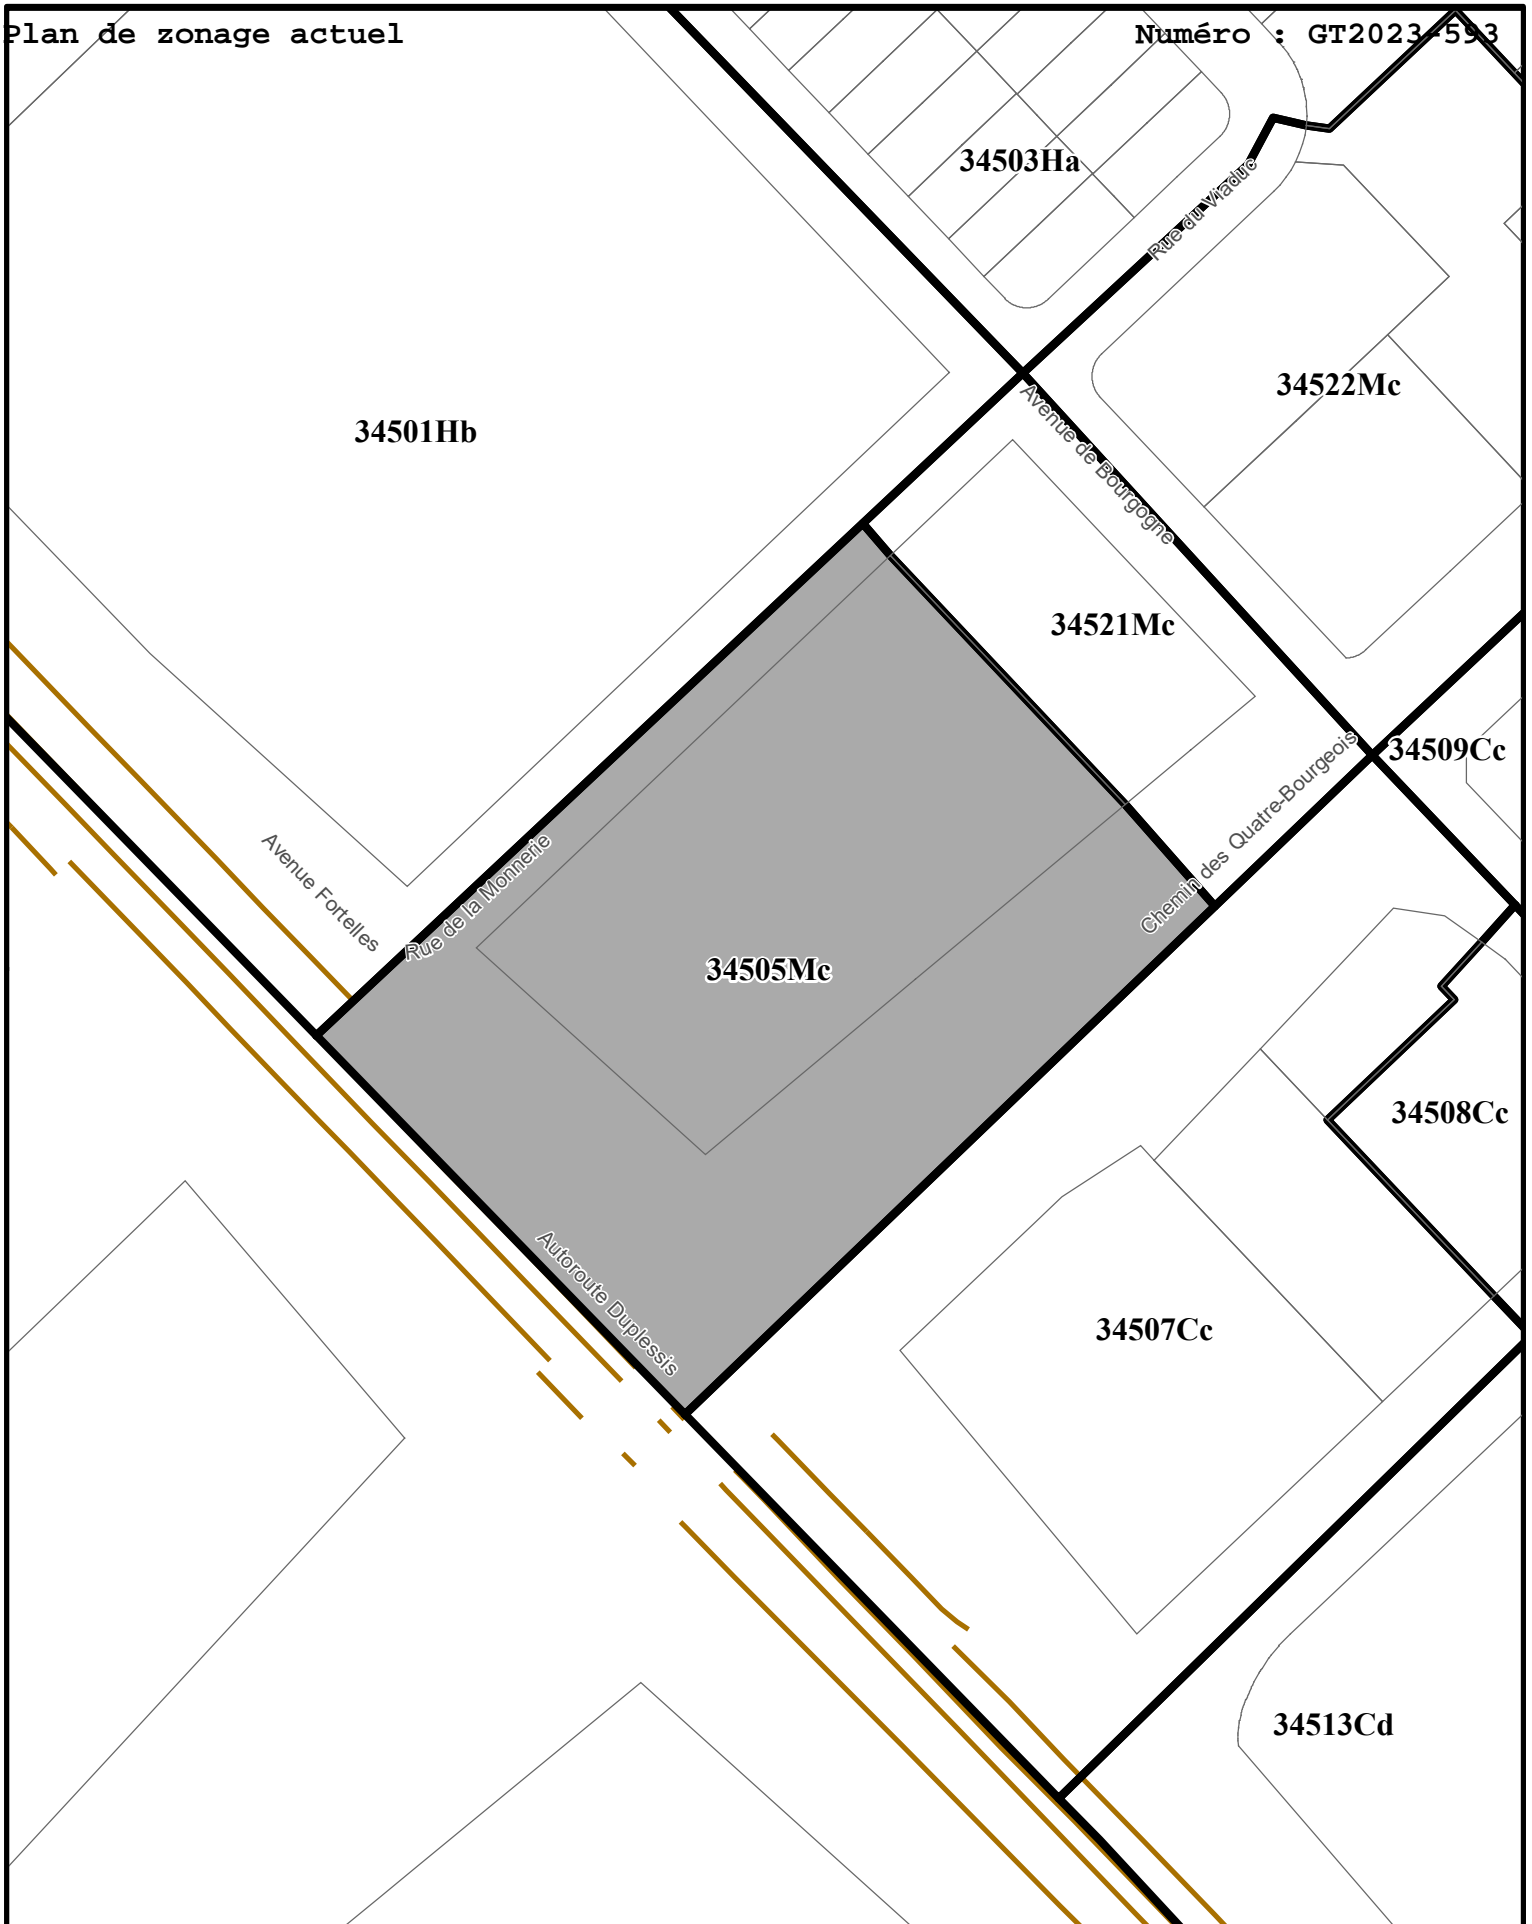 Plan de zonage actuel
Numéro : GT2023-593
34503Ha
Rue du Viaduc
34522Mc
34501Hb
Avenue de Bourgogne
34521Mc
34509Cc
Chemin des Quatre-Bourgeois
Avenue Fortelles
Rue de la Monnerie
34505Mc
34508Cc
Autoroute Duplessis
34507Cc
34513Cd